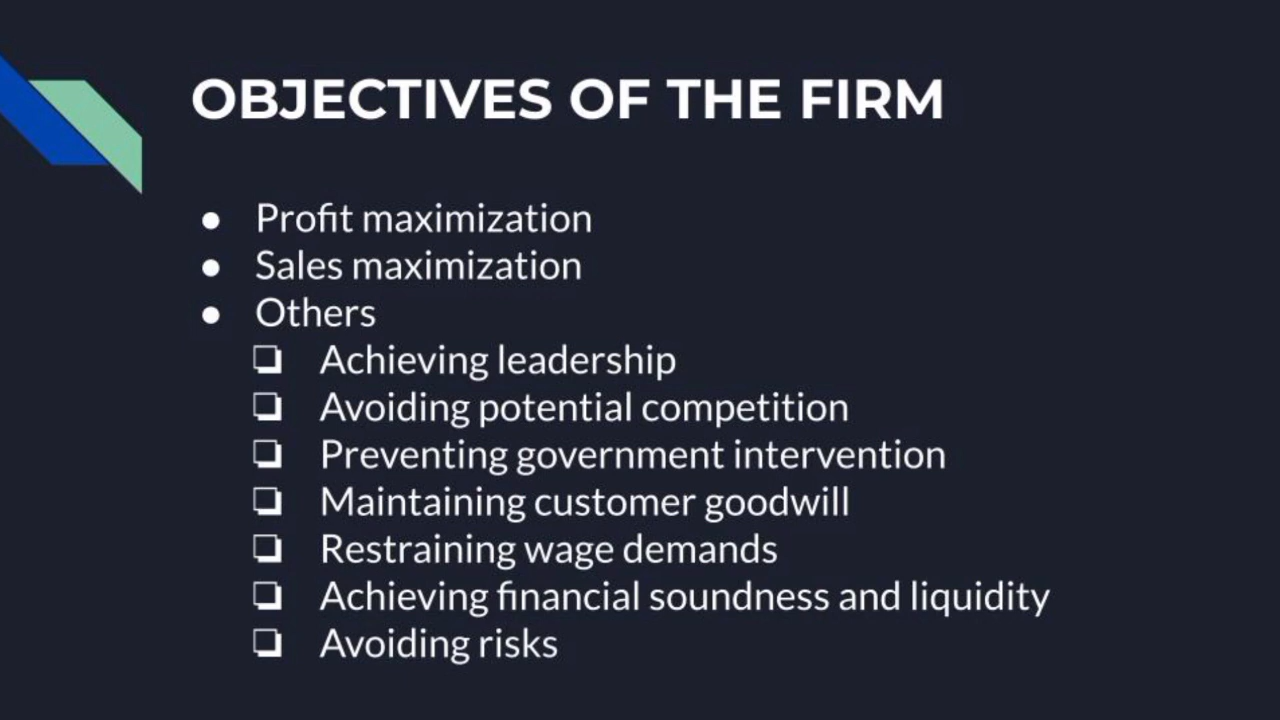 OBJECTIVES OF THE FIRM
● Profit maximization
● Sales maximization
● Others
❏ Achieving leadership
❏ Avoiding potential competition
❏ Preventing government intervention
❏ Maintaining customer goodwill
❏ Restraining wage demands
❏ Achieving financial soundness and liquidity
❏ Avoiding risks